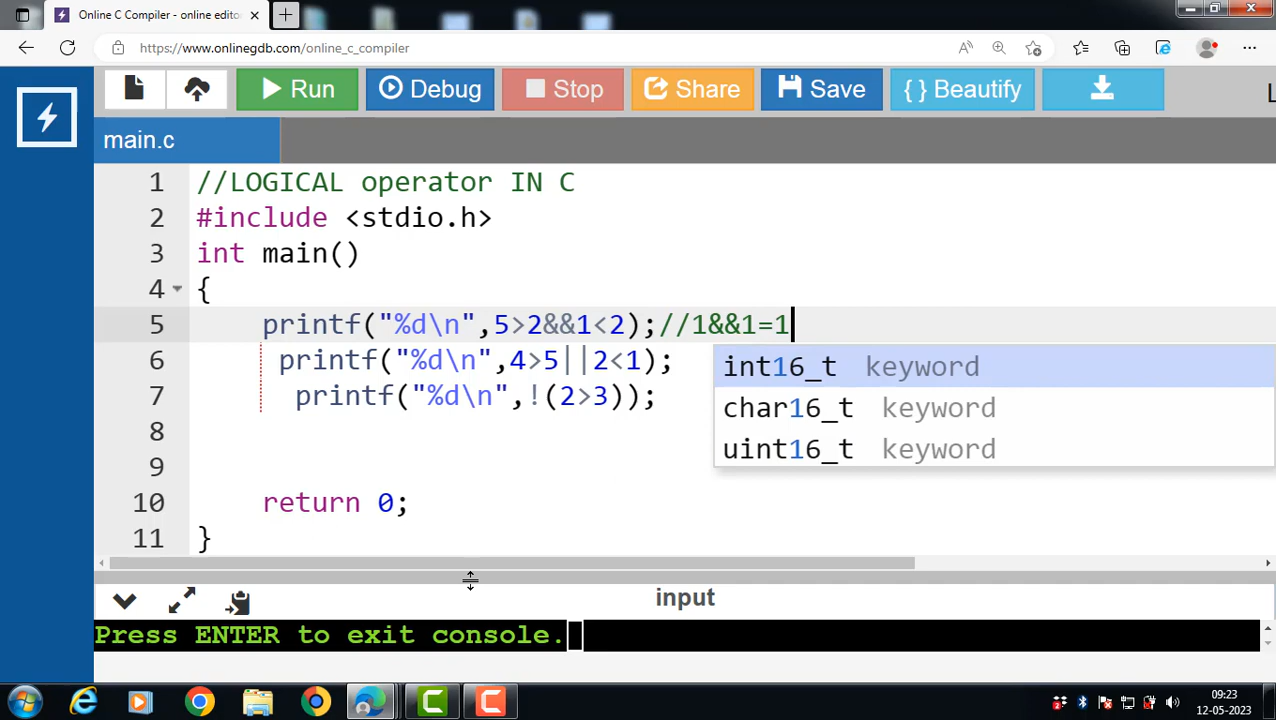 Online C Compiler - online edito
https://www.onlinegdb.com/online_c_compiler
Run Debug Stop Share Save { } Beautify L
main.c
1 //LOGICAL operator IN C
2 #include <stdio.h>
3 int main()
4 {
5 printf("%d\n",5>2&&1<2);//1&&1=1
6 printf("%d\n",4>5||2<1);
7 printf("%d\n",!(2>3));
8
9
10 return 0;
11 }
int16_t keyword
char16_t keyword
uint16_t keyword
input
Press ENTER to exit console.
09:23
12-05-2023